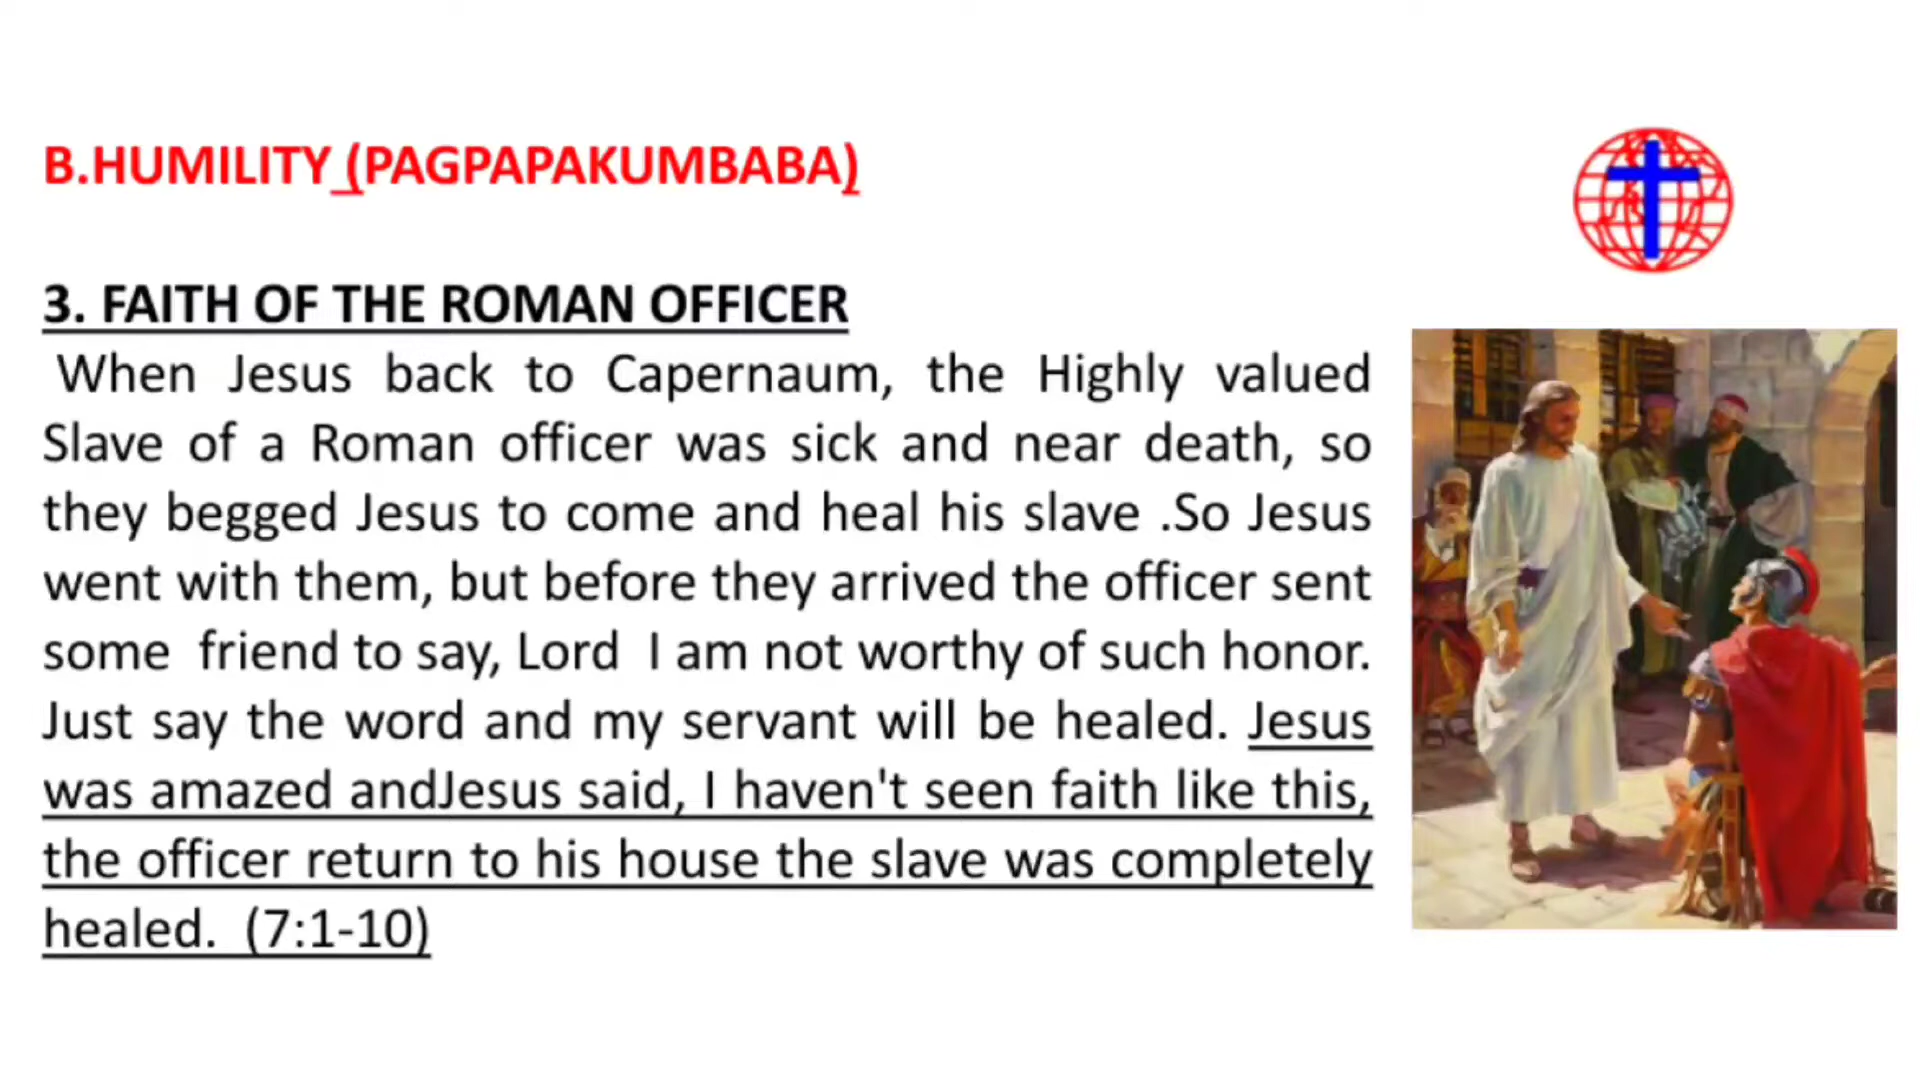 B.HUMILITY (PAGPAPAKUMBABA)
3. FAITH OF THE ROMAN OFFICER
When Jesus back to Capernaum, the Highly valued
Slave of a Roman officer was sick and near death, so
they begged Jesus to come and heal his slave .So Jesus
went with them, but before they arrived the officer sent
some friend to say, Lord I am not worthy of such honor.
Just say the word and my servant will be healed. Jesus
was amazed andJesus said, I haven't seen faith like this,
the officer return to his house the slave was completely
healed. (7:1-10)